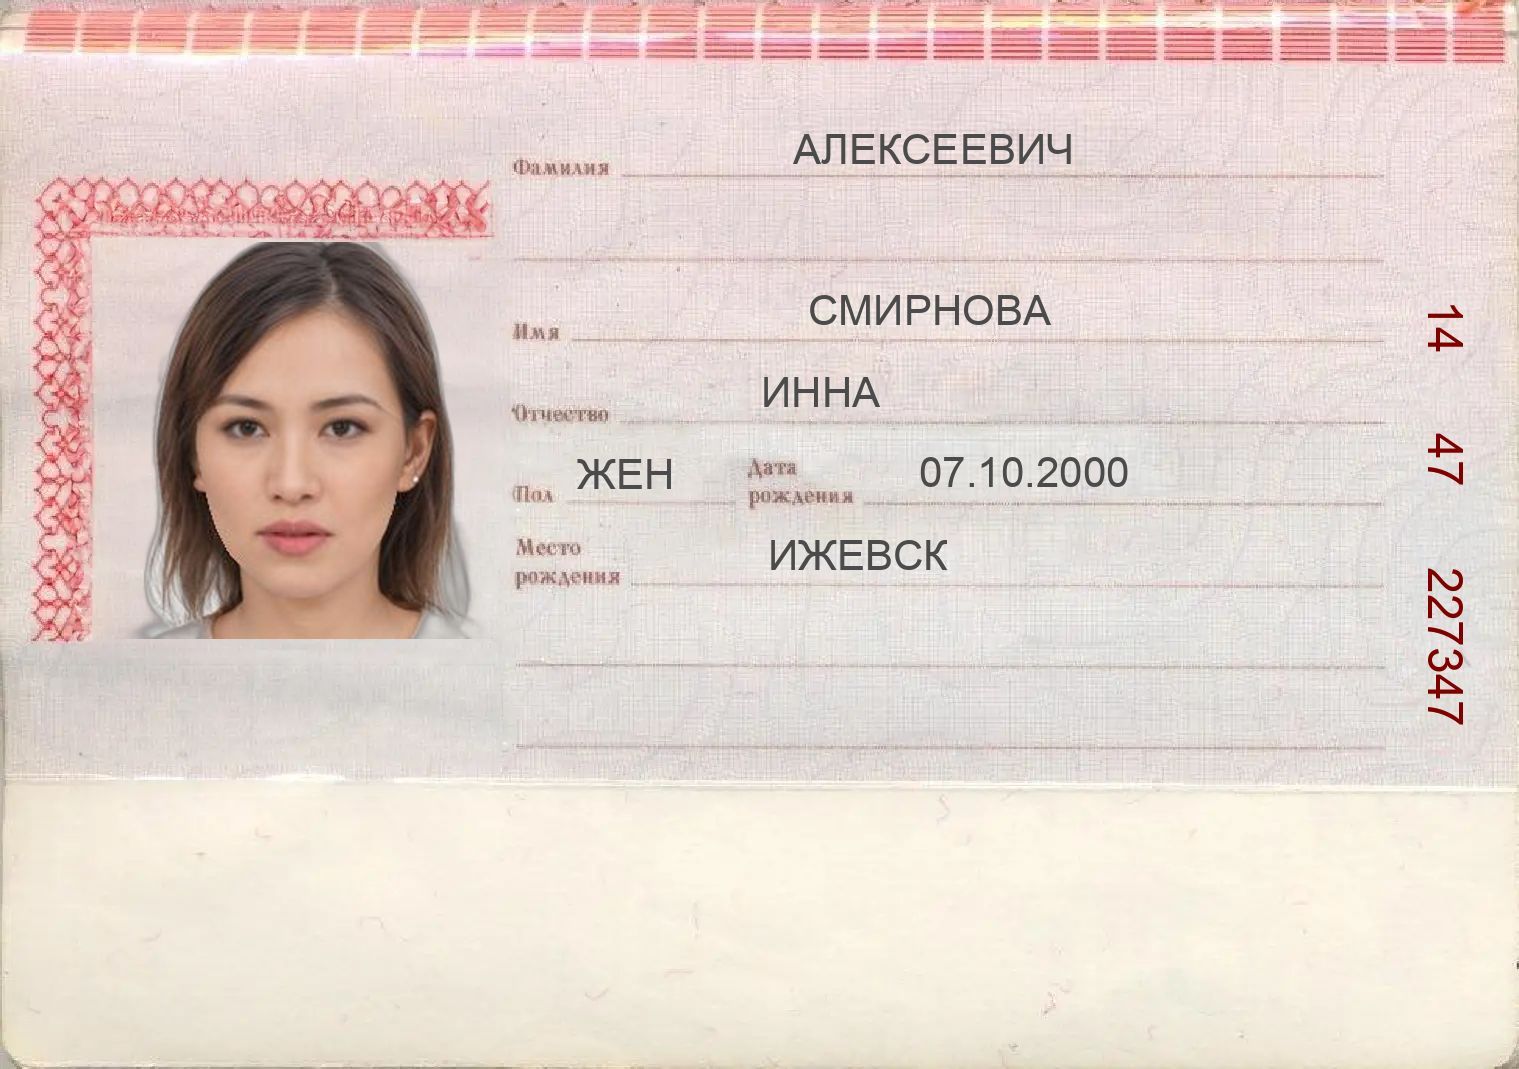 Фамилия АЛЕКСЕЕВИЧ
Имя СМИРНОВА
Отчество ИННА
Пол ЖЕН Дата рождения 07.10.2000
Место рождения ИЖЕВСК
14 47 227347